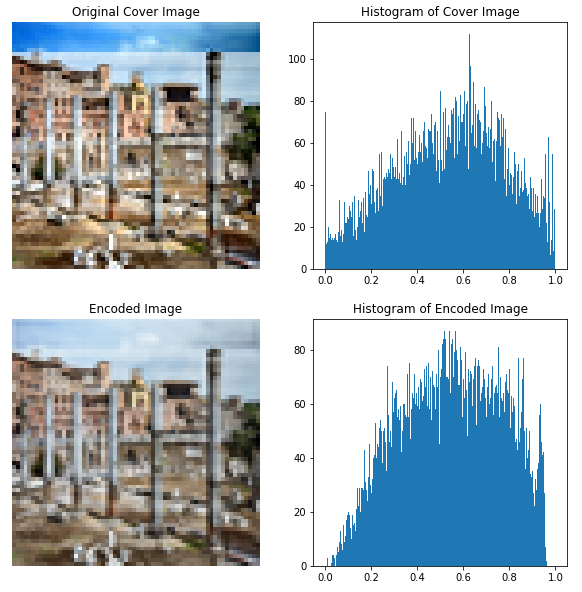 Original Cover Image
Histogram of Cover Image
100
80
60
40
20
0
0.0 0.2 0.4 0.6 0.8 1.0
Encoded Image
Histogram of Encoded Image
80
60
40
20
0
0.0 0.2 0.4 0.6 0.8 1.0